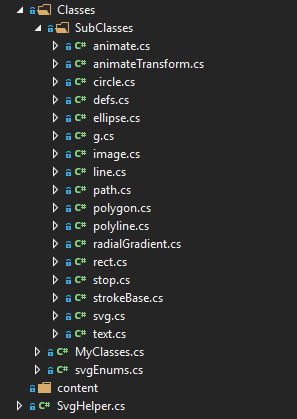 Classes
SubClasses
C# animate.cs
C# animateTransform.cs
C# circle.cs
C# defs.cs
C# ellipse.cs
C# g.cs
C# image.cs
C# line.cs
C# path.cs
C# polygon.cs
C# polyline.cs
C# radialGradient.cs
C# rect.cs
C# stop.cs
C# strokeBase.cs
C# svg.cs
C# text.cs
C# MyClasses.cs
C# svgEnums.cs
content
C# SvgHelper.cs